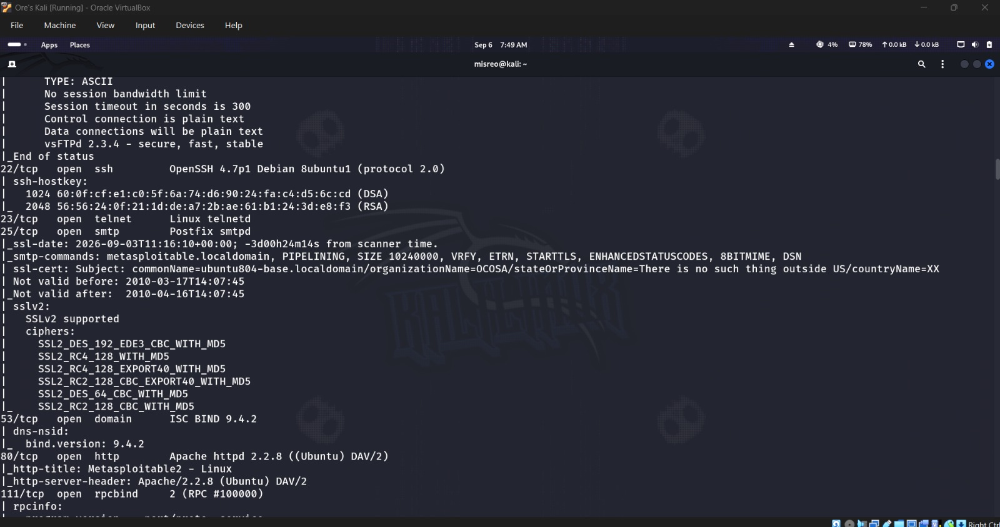 Ore's Kali [Running] - Oracle VirtualBox
File Machine View Input Devices Help
Apps Places Sep 6 7:49 AM 4% 78% ↑0.0 kB ↓0.0 kB
misreo@kali: ~
| TYPE: ASCII
| No session bandwidth limit
| Session timeout in seconds is 300
| Control connection is plain text
| Data connections will be plain text
| vsFTPd 2.3.4 - secure, fast, stable
|_End of status
22/tcp open ssh OpenSSH 4.7p1 Debian 8ubuntu1 (protocol 2.0)
| ssh-hostkey:
| 1024 60:0f:cf:e1:c0:5f:6a:74:d6:90:24:fa:c4:d5:6c:cd (DSA)
|_ 2048 56:56:24:0f:21:1d:de:a7:2b:ae:61:b1:24:3d:e8:f3 (RSA)
23/tcp open telnet Linux telnetd
25/tcp open smtp Postfix smtpd
|_ssl-date: 2026-09-03T11:16:10+00:00; -3d00h24m14s from scanner time.
|_smtp-commands: metasploitable.localdomain, PIPELINING, SIZE 10240000, VRFY, ETRN, STARTTLS, ENHANCEDSTATUSCODES, 8BITMIME, DSN
| ssl-cert: Subject: commonName=ubuntu804-base.localdomain/organizationName=OCOSA/stateOrProvinceName=There is no such thing outside US/countryName=XX
| Not valid before: 2010-03-17T14:07:45
|_Not valid after: 2010-04-16T14:07:45
| sslv2:
| SSLv2 supported
| ciphers:
| SSL2_DES_192_EDE3_CBC_WITH_MD5
| SSL2_RC4_128_WITH_MD5
| SSL2_RC4_128_EXPORT40_WITH_MD5
| SSL2_RC2_128_CBC_EXPORT40_WITH_MD5
| SSL2_DES_64_CBC_WITH_MD5
|_ SSL2_RC2_128_CBC_WITH_MD5
53/tcp open domain ISC BIND 9.4.2
| dns-nsid:
|_ bind.version: 9.4.2
80/tcp open http Apache httpd 2.2.8 ((Ubuntu) DAV/2)
|_http-title: Metasploitable2 - Linux
|_http-server-header: Apache/2.2.8 (Ubuntu) DAV/2
111/tcp open rpcbind 2 (RPC #100000)
| rpcinfo:
KALI LINUX
Right Ctr